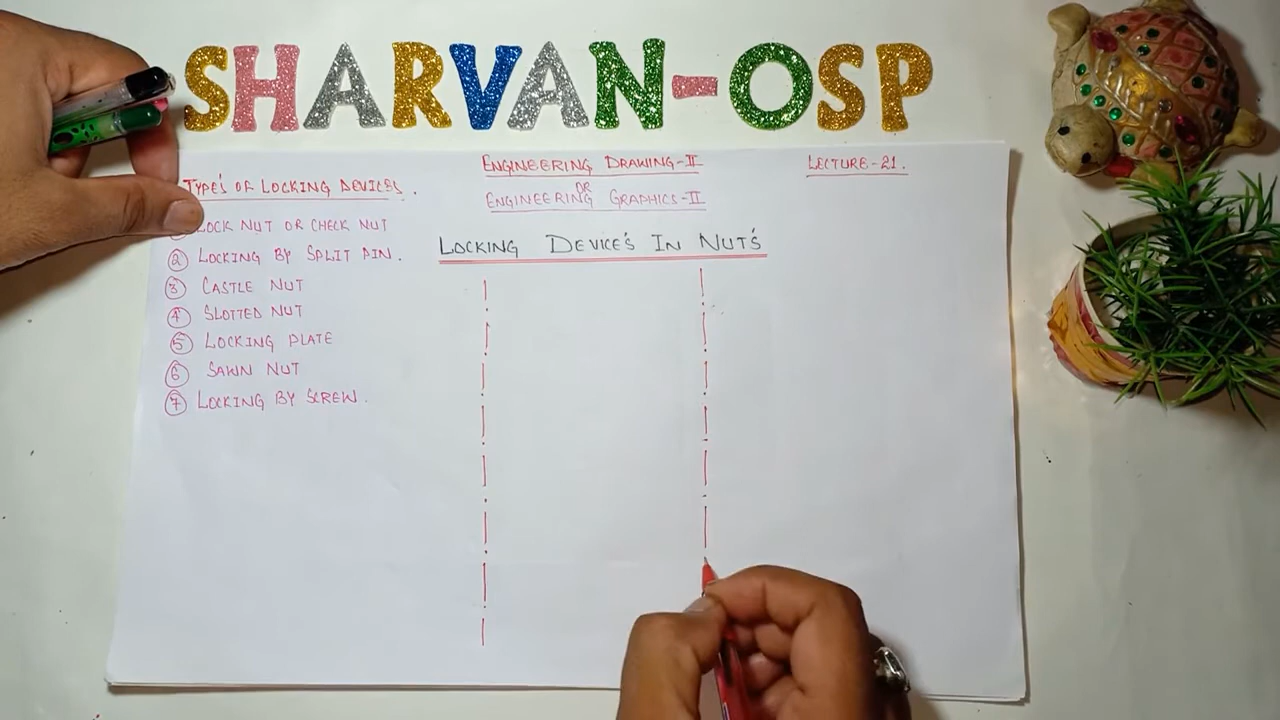 SHARVAN-OSP
ENGINEERING DRAWING-II
LECTURE-21.
OR
ENGINEERING GRAPHICS-II
TYPE'S OF LOCKING DEVICES.
LOCK NUT OR CHECK NUT
② LOCKING BY SPLIT PIN.
③ CASTLE NUT
④ SLOTTED NUT
⑤ LOCKING PLATE
⑥ SAWN NUT
⑦ LOCKING BY SCREW.
LOCKING DEVICE'S IN NUT'S